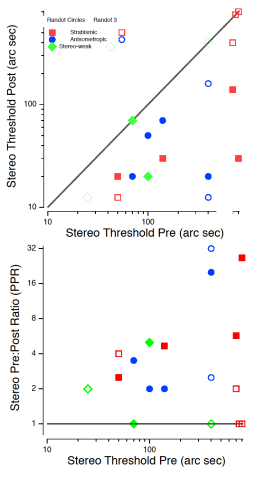 Randot Circles Randot 3
Strabismic
Anisometropic
Stereo-weak
Stereo Threshold Post (arc sec)
100
10
10 100
Stereo Threshold Pre (arc sec)
Stereo Pre:Post Ratio (PPR)
32
16
8
4
2
1
10 100
Stereo Threshold Pre (arc sec)